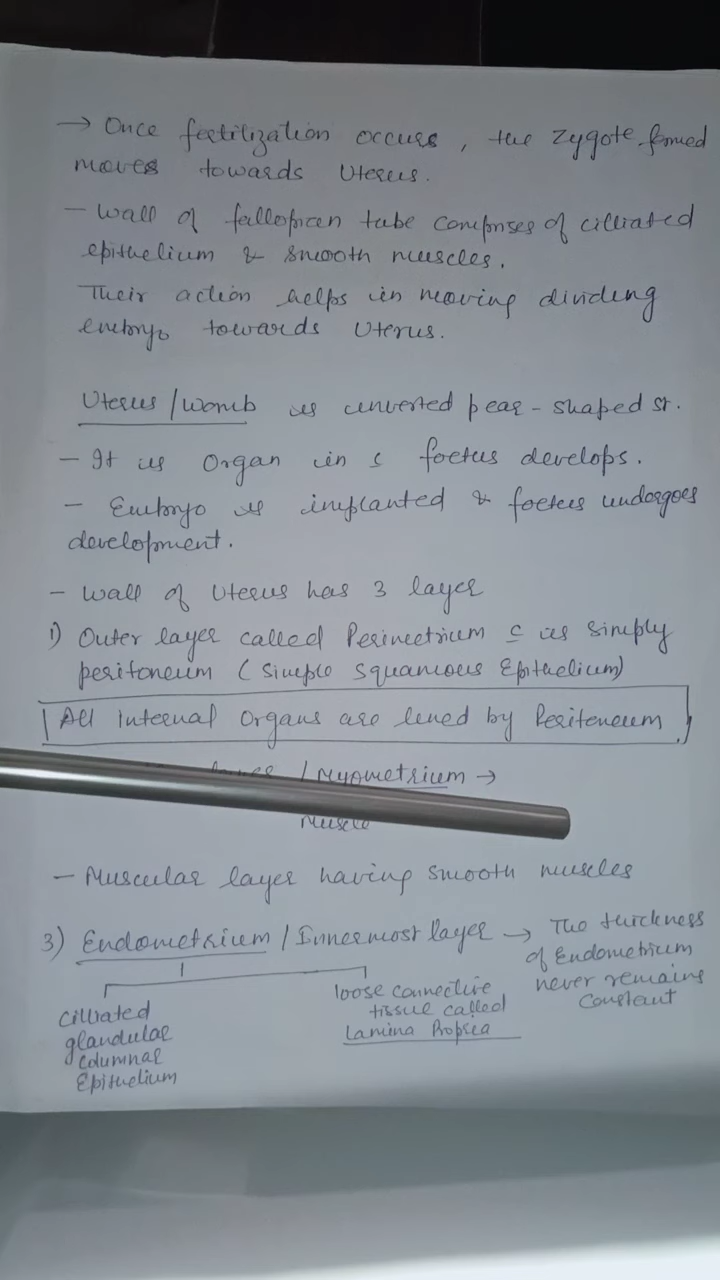 → Once fertilization occurs, the zygote formed
moves towards Uterus.
- Wall of fallopian tube comprises of cilliated
epithelium & smooth muscles.
Their action helps in moving dividing
embryo towards Uterus.
Uterus/Womb is inverted pear-shaped st.
- It is organ in c̄ foetus develops.
- Embryo is implanted & foetus undergoes
development.
- Wall of Uterus has 3 layer
1) Outer layer called Perimetrium c̄ is simply
peritoneum (Simple Squamous Epithelium)
All internal organs are lined by Peritoneum
/Myometrium →
Muscle
- Muscular layer having smooth muscles
3) Endometrium / Innermost layer → The thickness
of Endometrium
never remains
constant
Cilliated
glandular
columnar
Epithelium
loose connective
tissue called
Lamina Propria